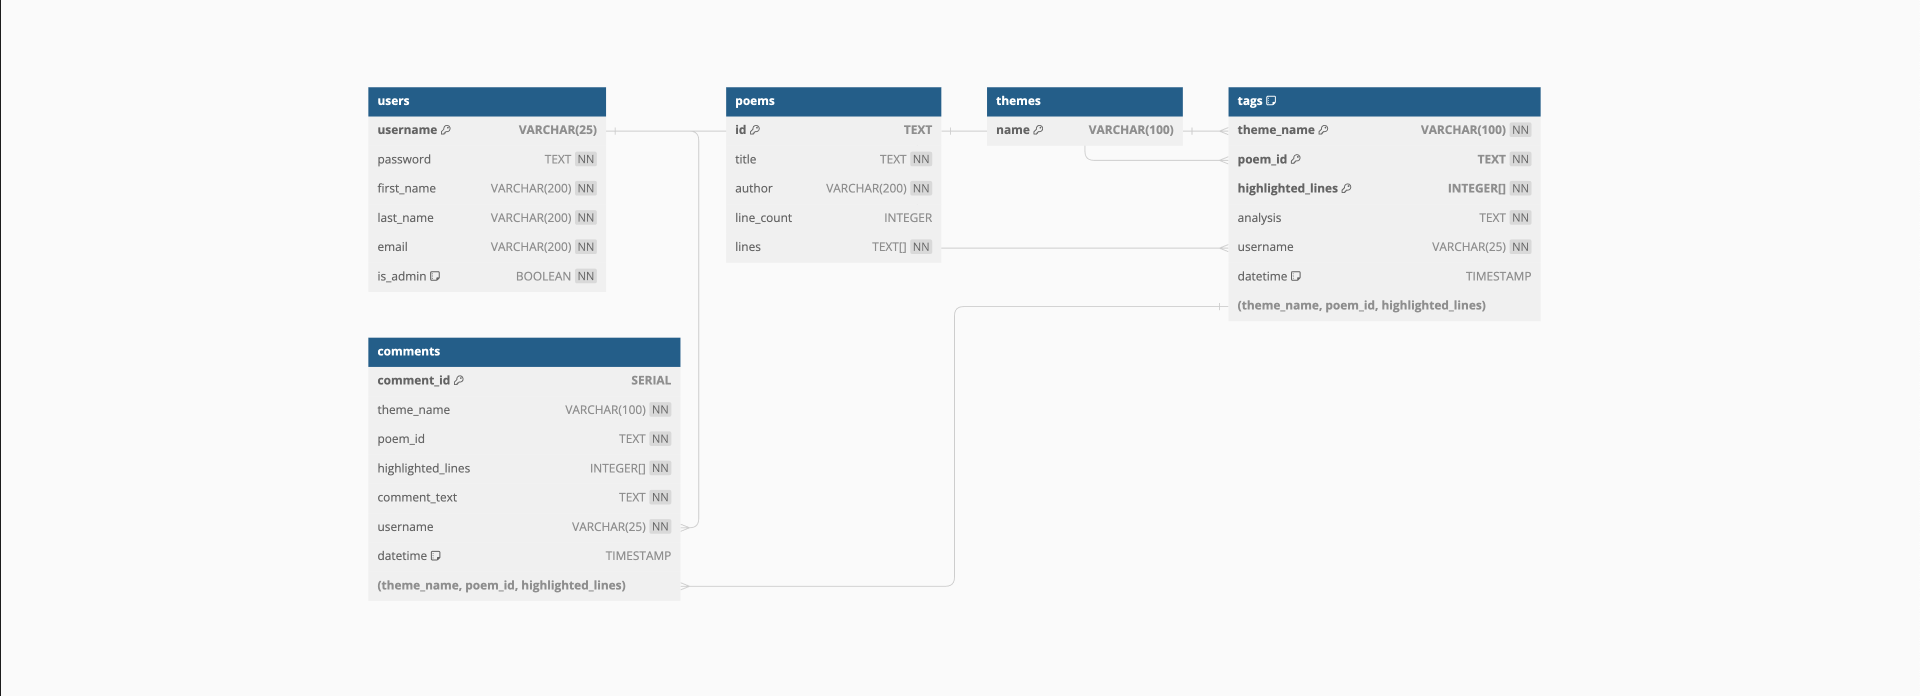 users
username VARCHAR(25)
password TEXT NN
first_name VARCHAR(200) NN
last_name VARCHAR(200) NN
email VARCHAR(200) NN
is_admin BOOLEAN NN
poems
id TEXT
title TEXT NN
author VARCHAR(200) NN
line_count INTEGER
lines TEXT[] NN
themes
name VARCHAR(100)
tags
theme_name VARCHAR(100) NN
poem_id TEXT NN
highlighted_lines INTEGER[] NN
analysis TEXT NN
username VARCHAR(25) NN
datetime TIMESTAMP
(theme_name, poem_id, highlighted_lines)
comments
comment_id SERIAL
theme_name VARCHAR(100) NN
poem_id TEXT NN
highlighted_lines INTEGER[] NN
comment_text TEXT NN
username VARCHAR(25) NN
datetime TIMESTAMP
(theme_name, poem_id, highlighted_lines)